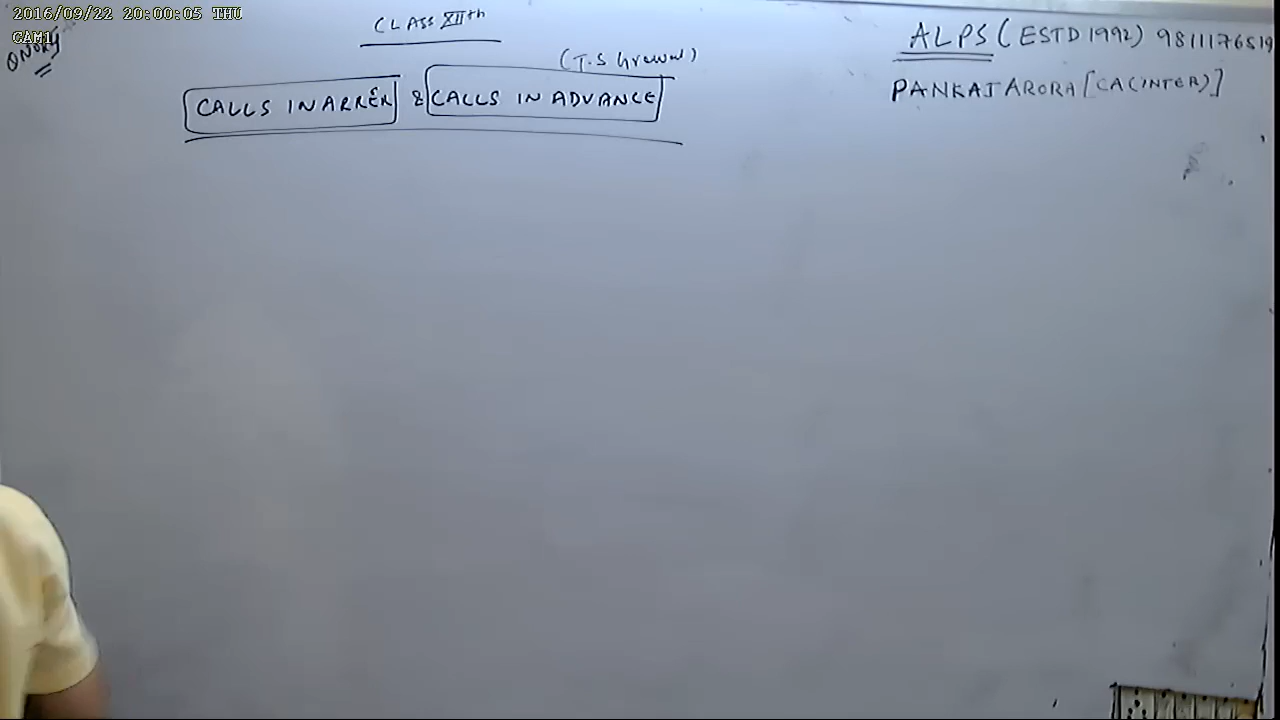 2016/09/22 20:00:05 THU
CAM1
CLASS XIIth
(T.S Grewal)
CALLS IN ARRER & CALLS IN ADVANCE
ALPS (ESTD 1992) 9811176519
PANKAJ ARORA [CA(INTER)]